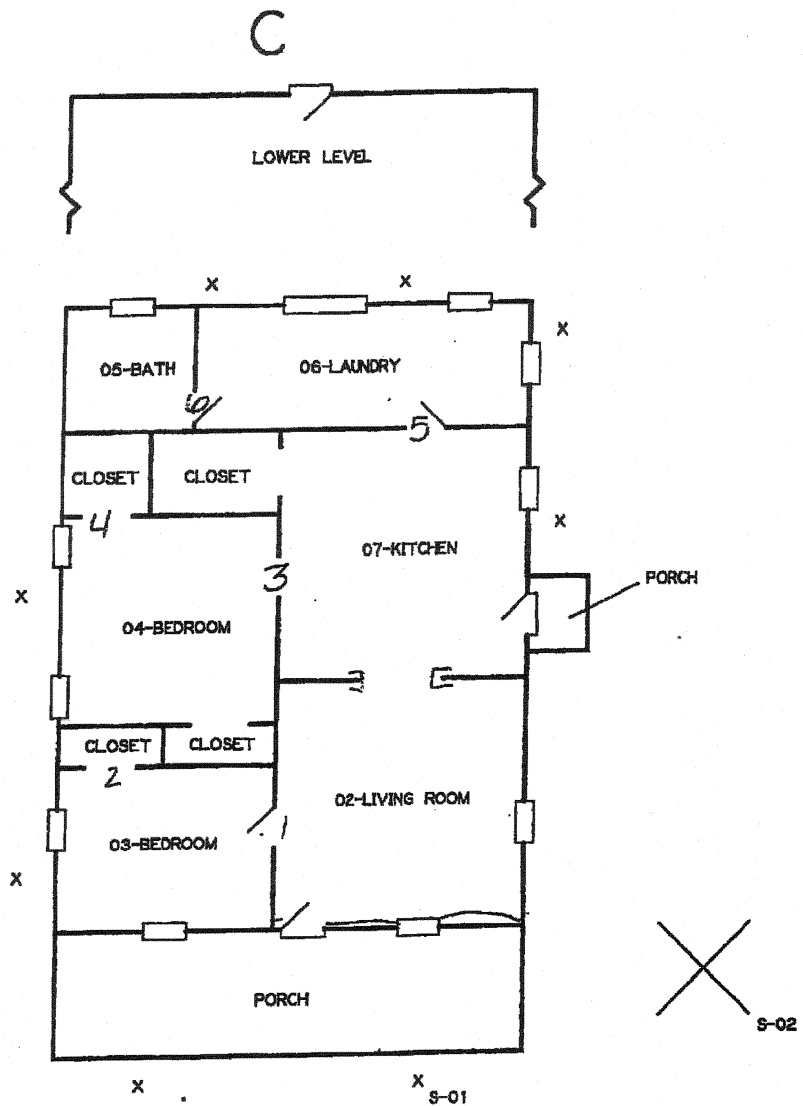 C
LOWER LEVEL
x x
x
05-BATH 06-LAUNDRY
6
5
CLOSET CLOSET
4
x
07-KITCHEN
3
PORCH
x
04-BEDROOM
CLOSET CLOSET
2
02-LIVING ROOM
1
03-BEDROOM
x
PORCH
S-02
x x
S-01